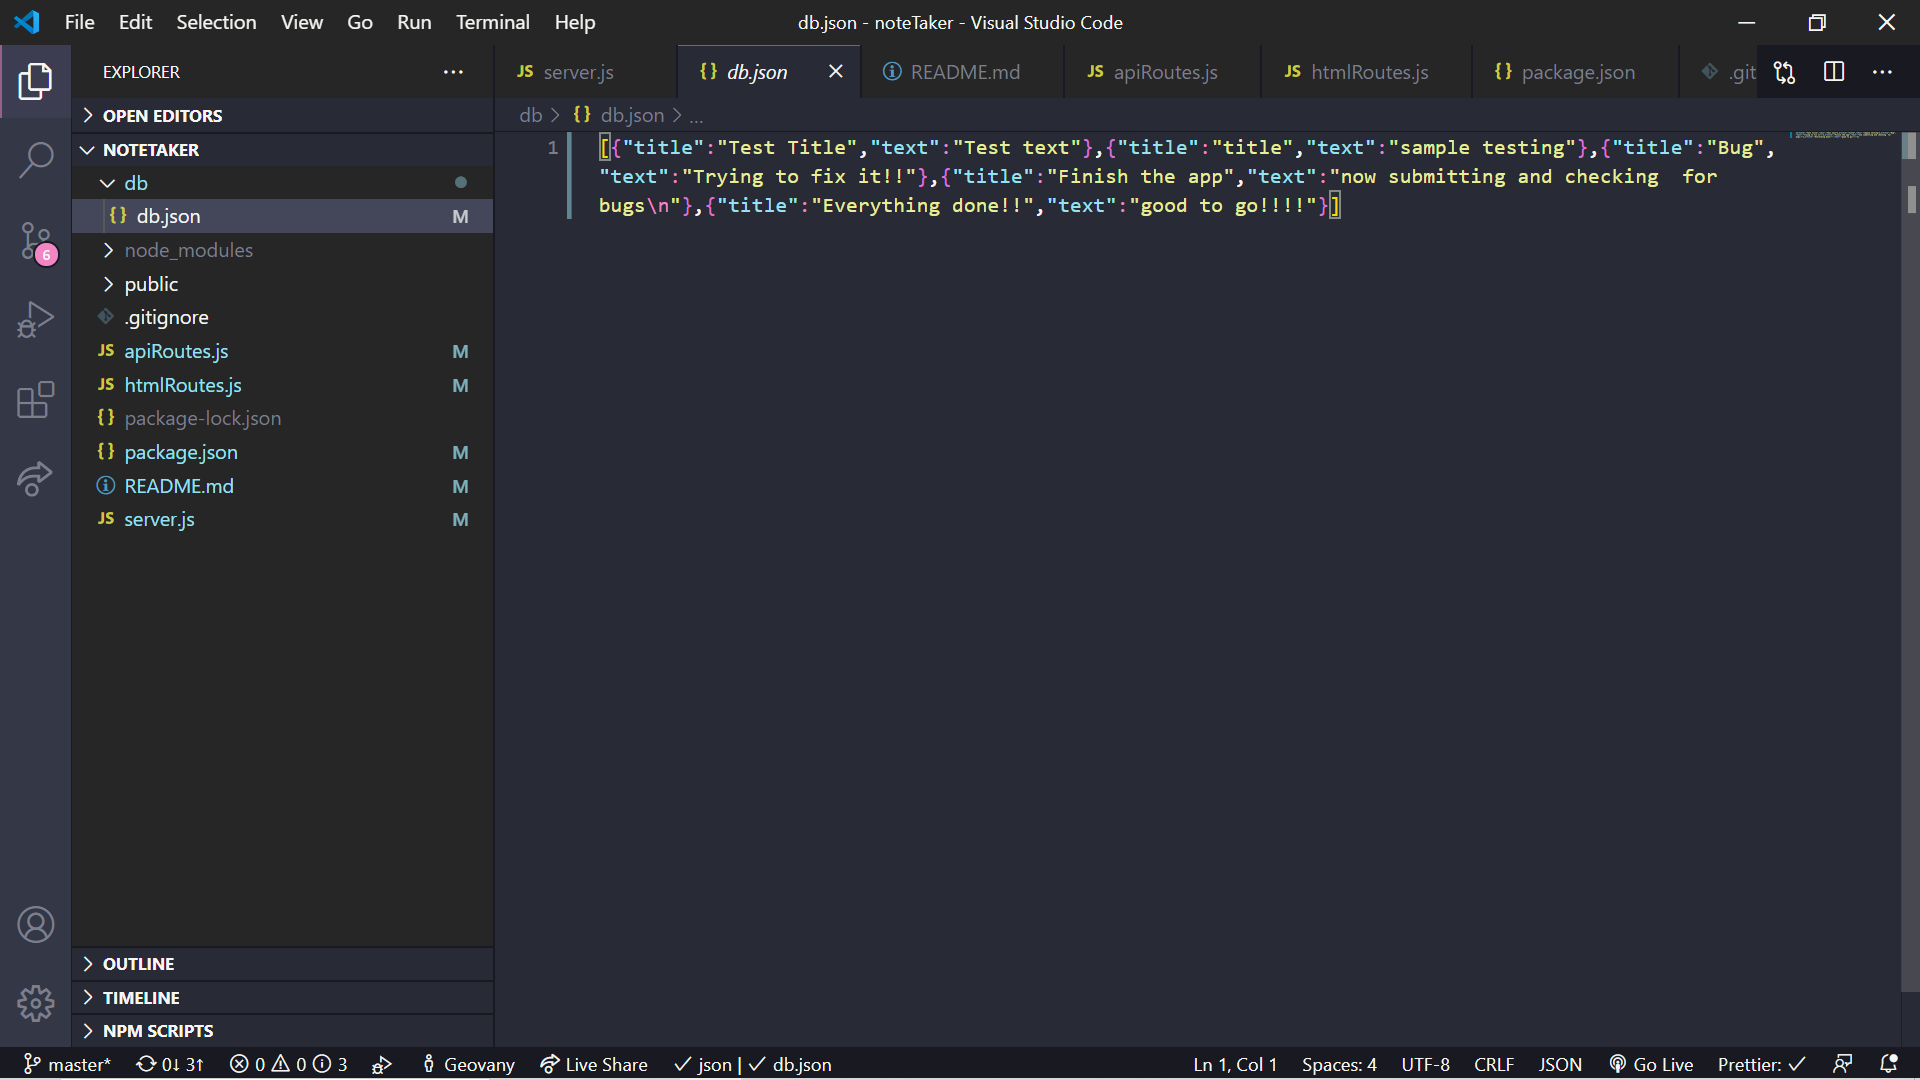 File Edit Selection View Go Run Terminal Help db.json - noteTaker - Visual Studio Code
EXPLORER
JS server.js {} db.json README.md JS apiRoutes.js JS htmlRoutes.js {} package.json .git
OPEN EDITORS
db > {} db.json > ...
NOTETAKER
db
{} db.json M
node_modules
public
.gitignore
JS apiRoutes.js M
JS htmlRoutes.js M
{} package-lock.json
{} package.json M
README.md M
JS server.js M
6
1 [{"title":"Test Title","text":"Test text"},{"title":"title","text":"sample testing"},{"title":"Bug",
"text":"Trying to fix it!!"},{"title":"Finish the app","text":"now submitting and checking  for
bugs\n"},{"title":"Everything done!!","text":"good to go!!!!"}]
OUTLINE
TIMELINE
NPM SCRIPTS
master* 0↓ 3↑ 0 0 3 Geovany Live Share ✓ json | ✓ db.json Ln 1, Col 1 Spaces: 4 UTF-8 CRLF JSON Go Live Prettier: ✓